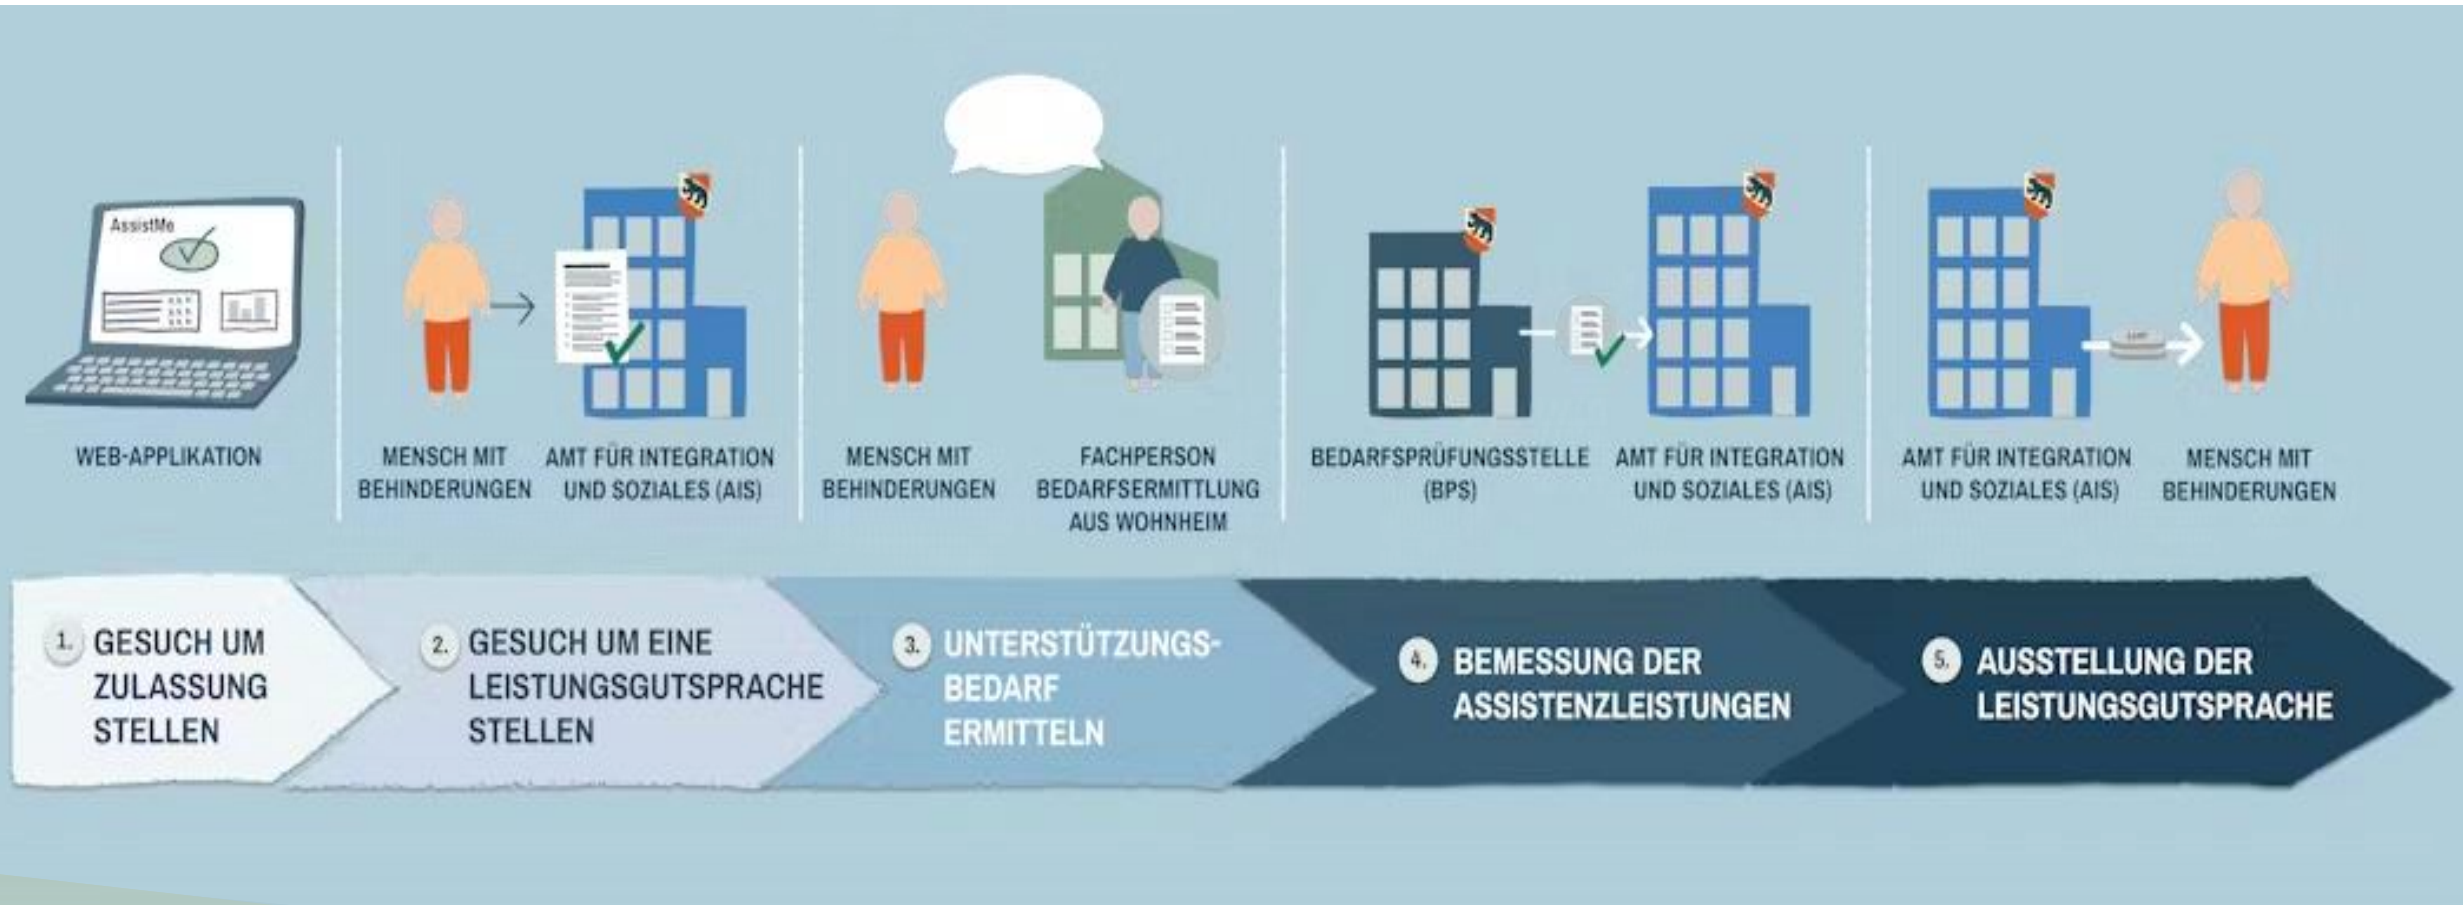 AssistMe
WEB-APPLIKATION
MENSCH MIT
BEHINDERUNGEN
AMT FÜR INTEGRATION
UND SOZIALES (AIS)
MENSCH MIT
BEHINDERUNGEN
FACHPERSON
BEDARFSERMITTLUNG
AUS WOHNHEIM
BEDARFSPRÜFUNGSSTELLE
(BPS)
AMT FÜR INTEGRATION
UND SOZIALES (AIS)
AMT FÜR INTEGRATION
UND SOZIALES (AIS)
MENSCH MIT
BEHINDERUNGEN
1. GESUCH UM
ZULASSUNG
STELLEN
2. GESUCH UM EINE
LEISTUNGSGUTSPRACHE
STELLEN
3. UNTERSTÜTZUNGS-
BEDARF
ERMITTELN
4. BEMESSUNG DER
ASSISTENZLEISTUNGEN
5. AUSSTELLUNG DER
LEISTUNGSGUTSPRACHE